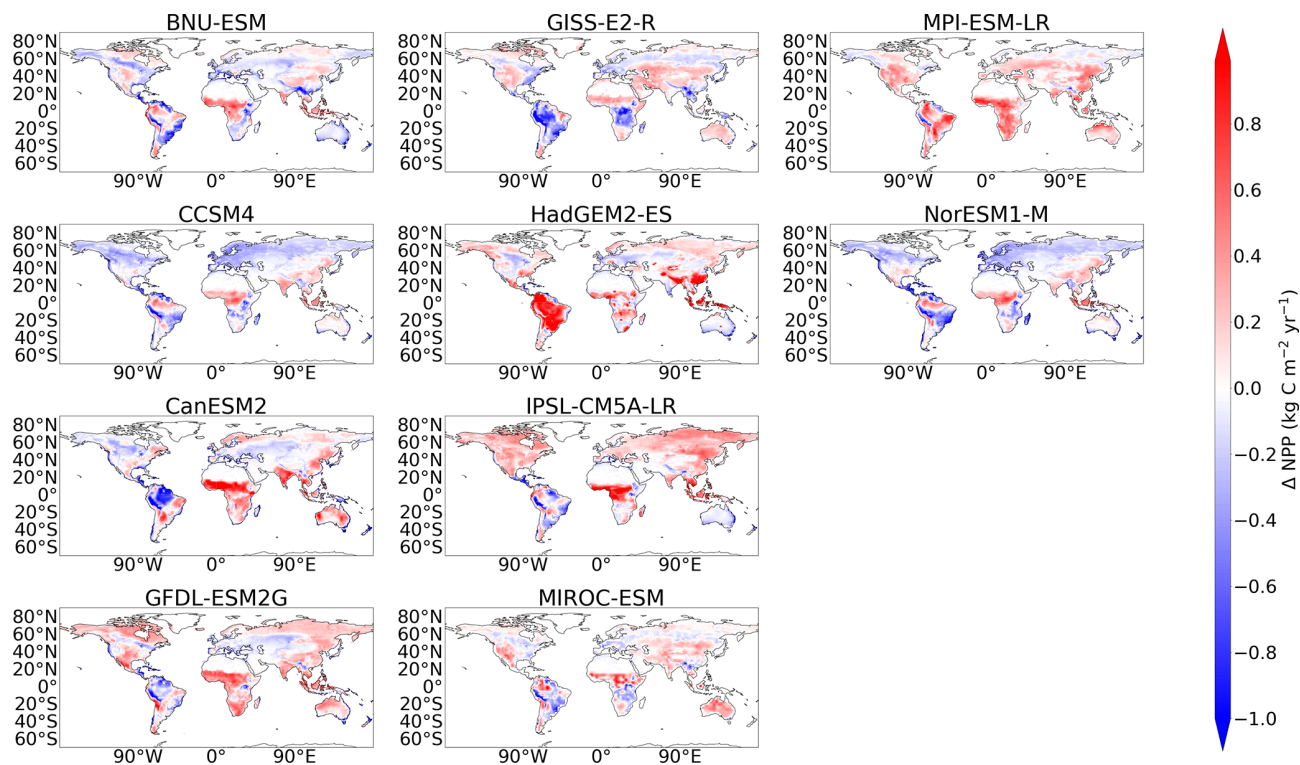 BNU-ESM
GISS-E2-R
MPI-ESM-LR
80°N
60°N
40°N
20°N
0°
20°S
40°S
60°S
90°W 0° 90°E
80°N
60°N
40°N
20°N
0°
20°S
40°S
60°S
90°W 0° 90°E
80°N
60°N
40°N
20°N
0°
20°S
40°S
60°S
90°W 0° 90°E
CCSM4
HadGEM2-ES
NorESM1-M
80°N
60°N
40°N
20°N
0°
20°S
40°S
60°S
90°W 0° 90°E
80°N
60°N
40°N
20°N
0°
20°S
40°S
60°S
90°W 0° 90°E
80°N
60°N
40°N
20°N
0°
20°S
40°S
60°S
90°W 0° 90°E
CanESM2
IPSL-CM5A-LR
80°N
60°N
40°N
20°N
0°
20°S
40°S
60°S
90°W 0° 90°E
80°N
60°N
40°N
20°N
0°
20°S
40°S
60°S
90°W 0° 90°E
GFDL-ESM2G
MIROC-ESM
80°N
60°N
40°N
20°N
0°
20°S
40°S
60°S
90°W 0° 90°E
80°N
60°N
40°N
20°N
0°
20°S
40°S
60°S
90°W 0° 90°E
0.8
0.6
0.4
0.2
0.0
−0.2
−0.4
−0.6
−0.8
−1.0
Δ NPP (kg C m⁻² yr⁻¹)